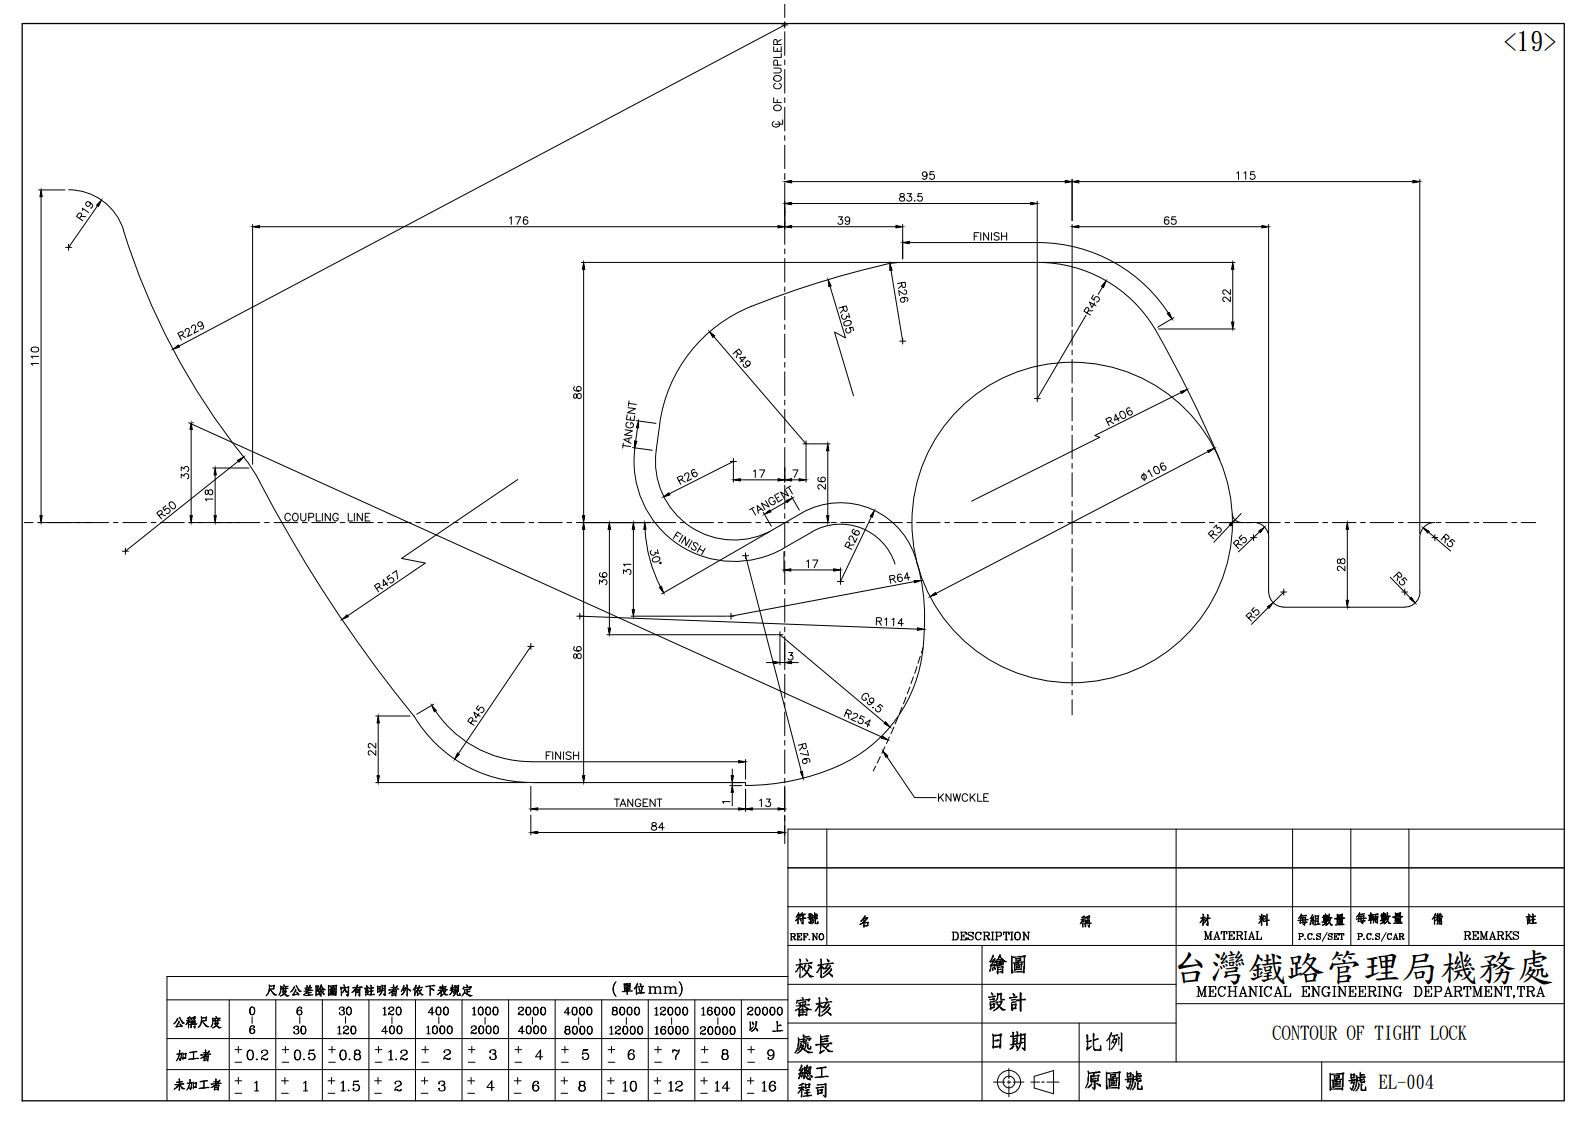 <19>
℄ OF COUPLER
95
115
83.5
176
39
65
FINISH
R19
R229
110
86
R49
R305
R26
R45
22
TANGENT
R406
ø106
33
18
R50
R26
17
7
26
TANGENT
COUPLING LINE
FINISH
30°
R26
R3
R5
R5
28
R5
R5
R457
36
31
17
R64
R114
86
3
G9.5
R254
R45
22
FINISH
R76
KNWCKLE
TANGENT
1
13
84
符號 名 稱 材 料 每組數量 每輛數量 備 註
REF.NO DESCRIPTION MATERIAL P.C.S/SET P.C.S/CAR REMARKS
校核 繪圖 台灣鐵路管理局機務處
MECHANICAL ENGINEERING DEPARTMENT,TRA
審核 設計
處長 日期 比例 CONTOUR OF TIGHT LOCK
總工程司 原圖號 圖號 EL-004
尺度公差除圖內有註明者外依下表規定 (單位mm)
公稱尺度 0-6 6-30 30-120 120-400 400-1000 1000-2000 2000-4000 4000-8000 8000-12000 12000-16000 16000-20000 20000以上
加工者 ±0.2 ±0.5 ±0.8 ±1.2 ±2 ±3 ±4 ±5 ±6 ±7 ±8 ±9
未加工者 ±1 ±1 ±1.5 ±2 ±3 ±4 ±6 ±8 ±10 ±12 ±14 ±16